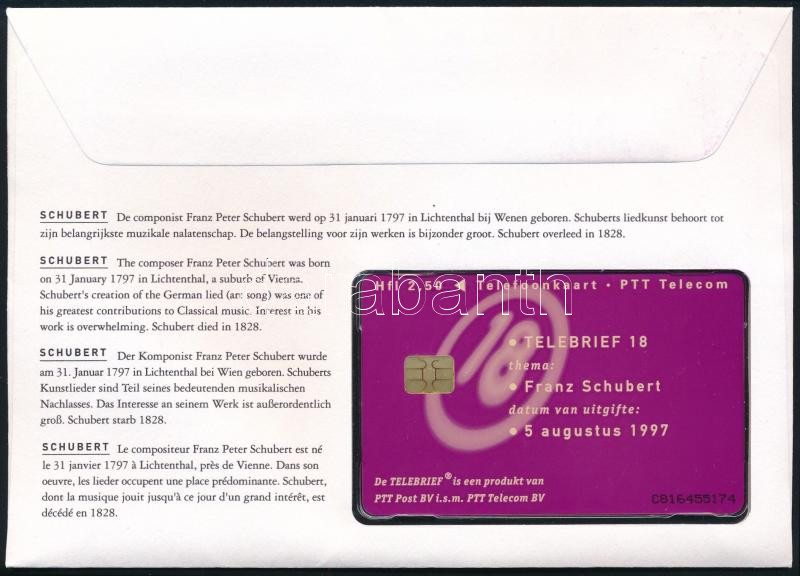 SCHUBERT De componist Franz Peter Schubert werd op 31 januari 1797 in Lichtenthal bij Wenen geboren. Schuberts liedkunst behoort tot
zijn belangrijkste muzikale nalatenschap. De belangstelling voor zijn werken is bijzonder groot. Schubert overleed in 1828.
SCHUBERT The composer Franz Peter Schubert was born
on 31 January 1797 in Lichtenthal, a suburb of Vienna.
Schubert's creation of the German lied (art song) was one of
his greatest contributions to Classical music. Interest in his
work is overwhelming. Schubert died in 1828.
SCHUBERT Der Komponist Franz Peter Schubert wurde
am 31. Januar 1797 in Lichtenthal bei Wien geboren. Schuberts
Kunstlieder sind Teil seines bedeutenden musikalischen
Nachlasses. Das Interesse an seinem Werk ist außerordentlich
groß. Schubert starb 1828.
SCHUBERT Le compositeur Franz Peter Schubert est né
le 31 janvier 1797 à Lichtenthal, près de Vienne. Dans son
oeuvre, les lieder occupent une place prédominante. Schubert,
dont la musique jouit jusqu'à ce jour d'un grand intérêt, est
décédé en 1828.
Hfl 2,50 ◄ Telefoonkaart • PTT Telecom
18
• TELEBRIEF 18
thema:
• Franz Schubert
datum van uitgifte:
• 5 augustus 1997
De TELEBRIEF ® is een produkt van
PTT Post BV i.s.m. PTT Telecom BV
C816455174
darabanth